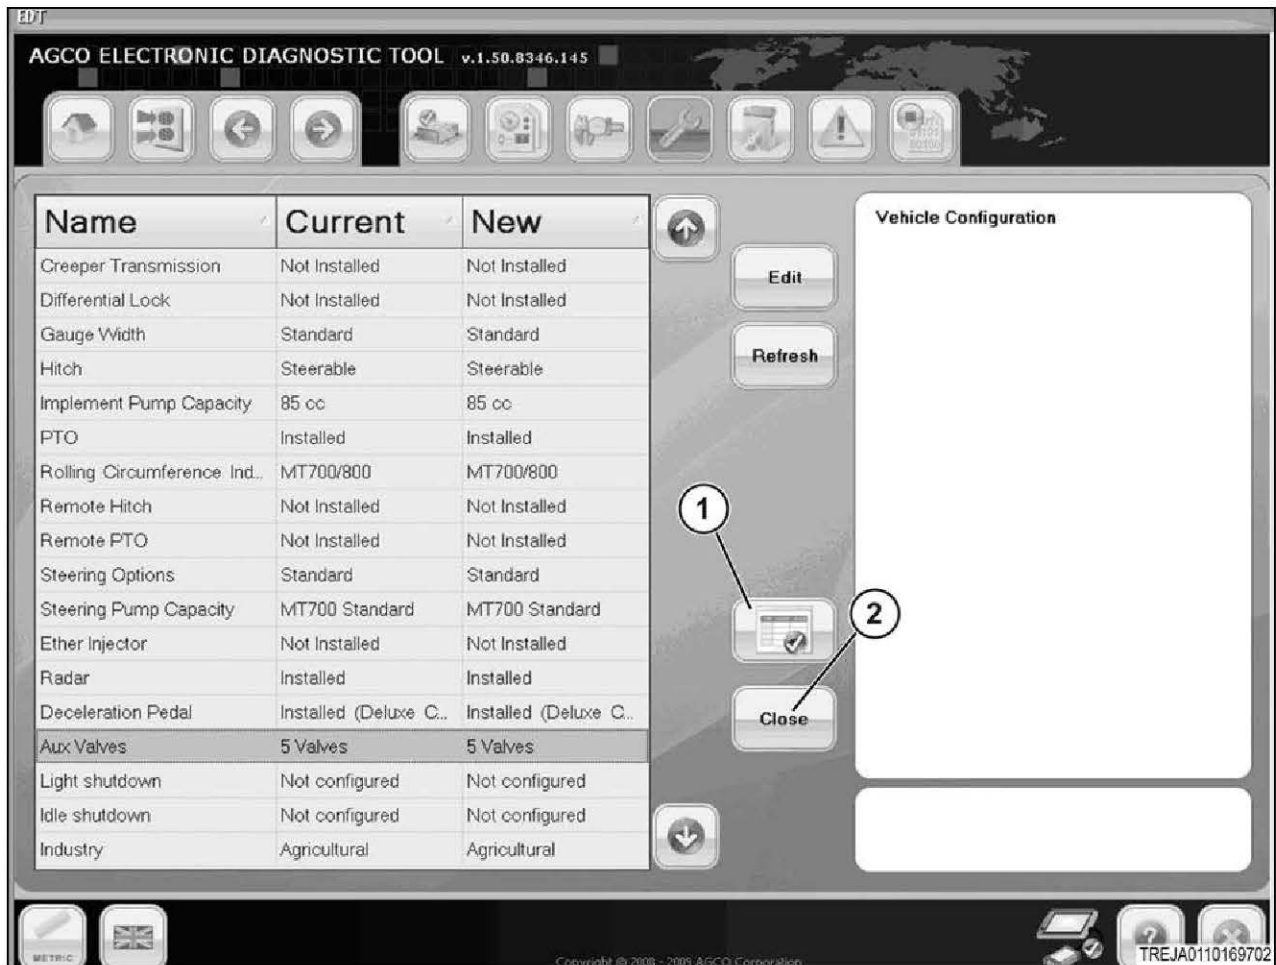 EDT
AGCO ELECTRONIC DIAGNOSTIC TOOL v.1.50.8346.145
Name Current New
Creeper Transmission Not Installed Not Installed
Differential Lock Not Installed Not Installed
Gauge Width Standard Standard
Hitch Steerable Steerable
Implement Pump Capacity 85 cc 85 cc
PTO Installed Installed
Rolling Circumference Ind... MT700/800 MT700/800
Remote Hitch Not Installed Not Installed
Remote PTO Not Installed Not Installed
Steering Options Standard Standard
Steering Pump Capacity MT700 Standard MT700 Standard
Ether Injector Not Installed Not Installed
Radar Installed Installed
Deceleration Pedal Installed (Deluxe C... Installed (Deluxe C...
Aux Valves 5 Valves 5 Valves
Light shutdown Not configured Not configured
Idle shutdown Not configured Not configured
Industry Agricultural Agricultural
Edit
Refresh
1
2
Close
Vehicle Configuration
METRIC
Copyright © 2008 - 2009 AGCO Corporation
?
TREJA0110169702